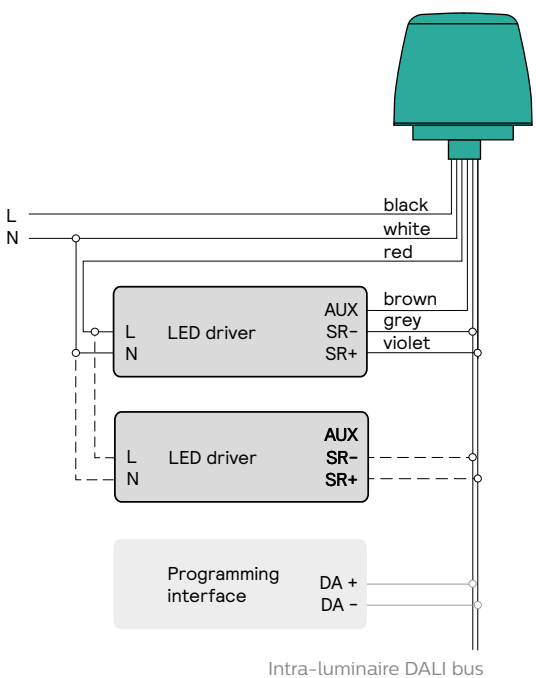 black
L
white
N
red
brown
AUX
grey
L LED driver SR-
violet
N SR+
AUX
L LED driver SR-
N SR+
Programming
interface
DA +
DA -
Intra-luminaire DALI bus